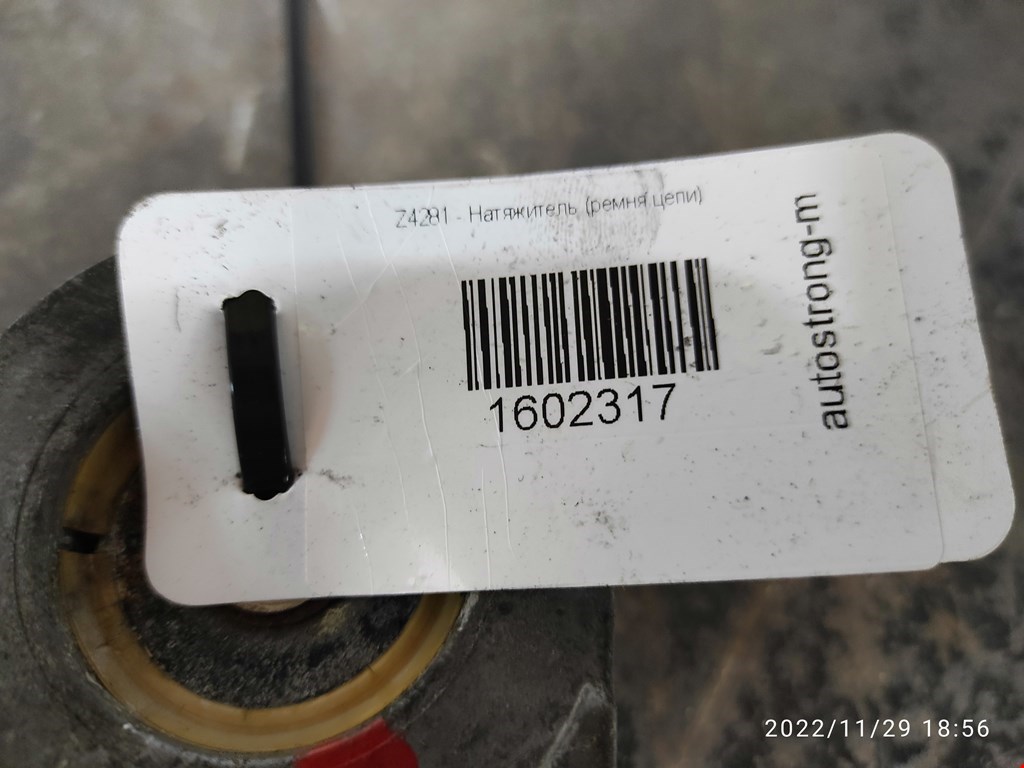 Z4281 - Натяжитель (ремня,цепи)
1602317
autostrong-m
2022/11/29 18:56